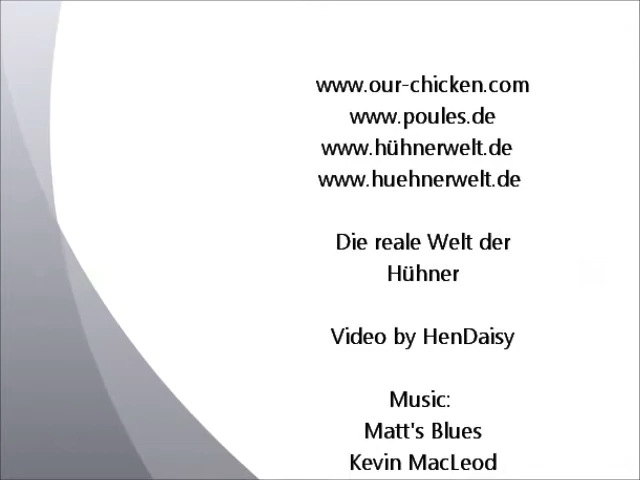 www.our-chicken.com
www.poules.de
www.hühnerwelt.de
www.huehnerwelt.de
Die reale Welt der
Hühner
Video by HenDaisy
Music:
Matt's Blues
Kevin MacLeod